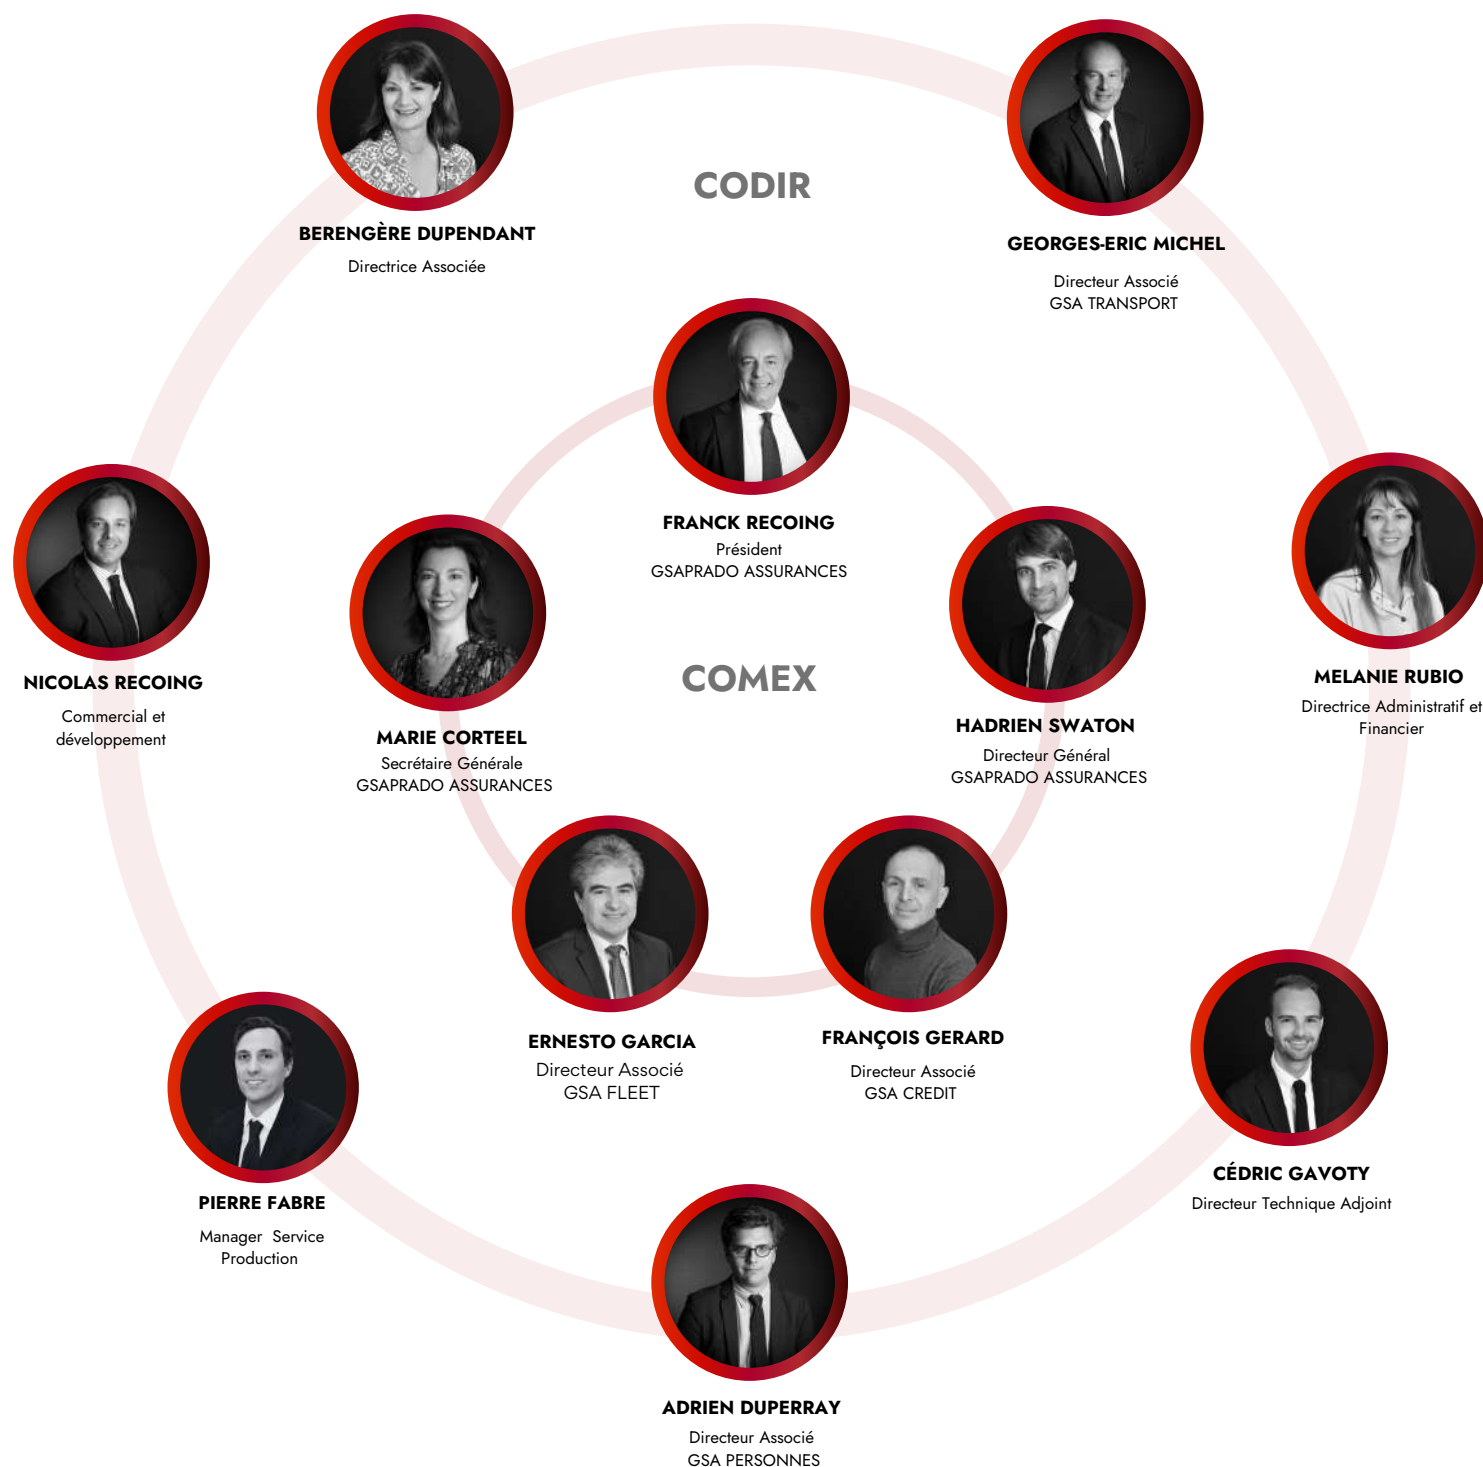 CODIR
BERENGÈRE DUPENDANT
Directrice Associée
GEORGES-ERIC MICHEL
Directeur Associé
GSA TRANSPORT
FRANCK RECOING
Président
GSAPRADO ASSURANCES
NICOLAS RECOING
Commercial et
développement
COMEX
MARIE CORTEEL
Secrétaire Générale
GSAPRADO ASSURANCES
HADRIEN SWATON
Directeur Général
GSAPRADO ASSURANCES
MELANIE RUBIO
Directrice Administratif et
Financier
ERNESTO GARCIA
Directeur Associé
GSA FLEET
FRANÇOIS GERARD
Directeur Associé
GSA CREDIT
PIERRE FABRE
Manager Service
Production
CÉDRIC GAVOTY
Directeur Technique Adjoint
ADRIEN DUPERRAY
Directeur Associé
GSA PERSONNES